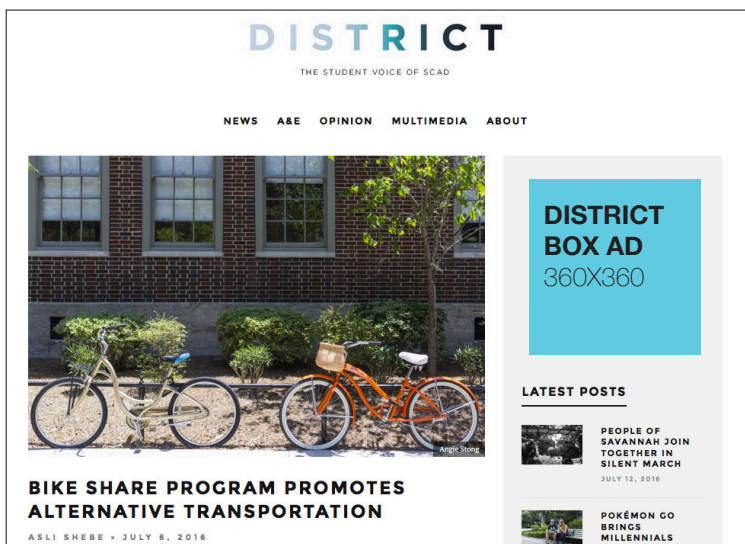 DISTRICT
THE STUDENT VOICE OF SCAD
NEWS A&E OPINION MULTIMEDIA ABOUT
Angie Stong
BIKE SHARE PROGRAM PROMOTES
ALTERNATIVE TRANSPORTATION
ASLI SHEBE × JULY 6, 2016
DISTRICT
BOX AD
360X360
LATEST POSTS
PEOPLE OF
SAVANNAH JOIN
TOGETHER IN
SILENT MARCH
JULY 12, 2016
POKÉMON GO
BRINGS
MILLENNIALS